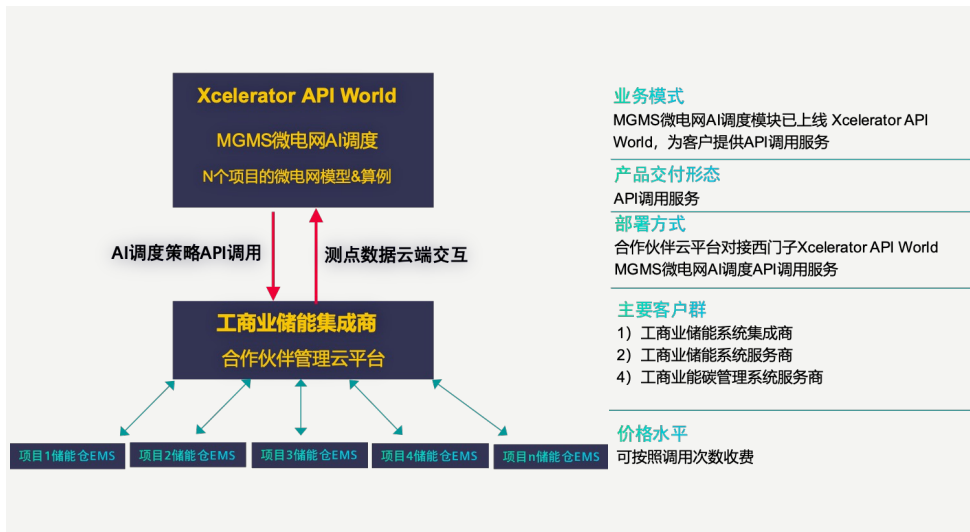 Xcelerator API World
MGMS微电网AI调度
N个项目的微电网模型&算例
AI调度策略API调用
测点数据云端交互
工商业储能集成商
合作伙伴管理云平台
项目1储能仓EMS
项目2储能仓EMS
项目3储能仓EMS
项目4储能仓EMS
项目n储能仓EMS
业务模式
MGMS微电网AI调度模块已上线 Xcelerator API
World，为客户提供API调用服务
产品交付形态
API调用服务
部署方式
合作伙伴云平台对接西门子Xcelerator API World
MGMS微电网AI调度API调用服务
主要客户群
1）工商业储能系统集成商
2）工商业储能系统服务商
4）工商业能碳管理系统服务商
价格水平
可按照调用次数收费